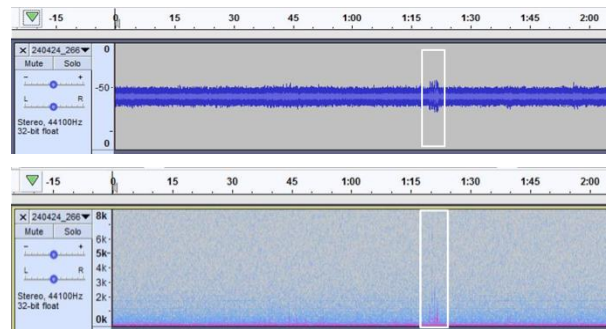 -15 0 15 30 45 1:00 1:15 1:30 1:45 2:00
× 240424_266▼
Mute Solo
- +
L R
Stereo, 44100Hz
32-bit float
0
-50-
-
0
-15 0 15 30 45 1:00 1:15 1:30 1:45 2:00
× 240424_266▼
Mute Solo
- +
L R
Stereo, 44100Hz
32-bit float
8k
6k-
5k-
4k-
3k-
2k-
0k